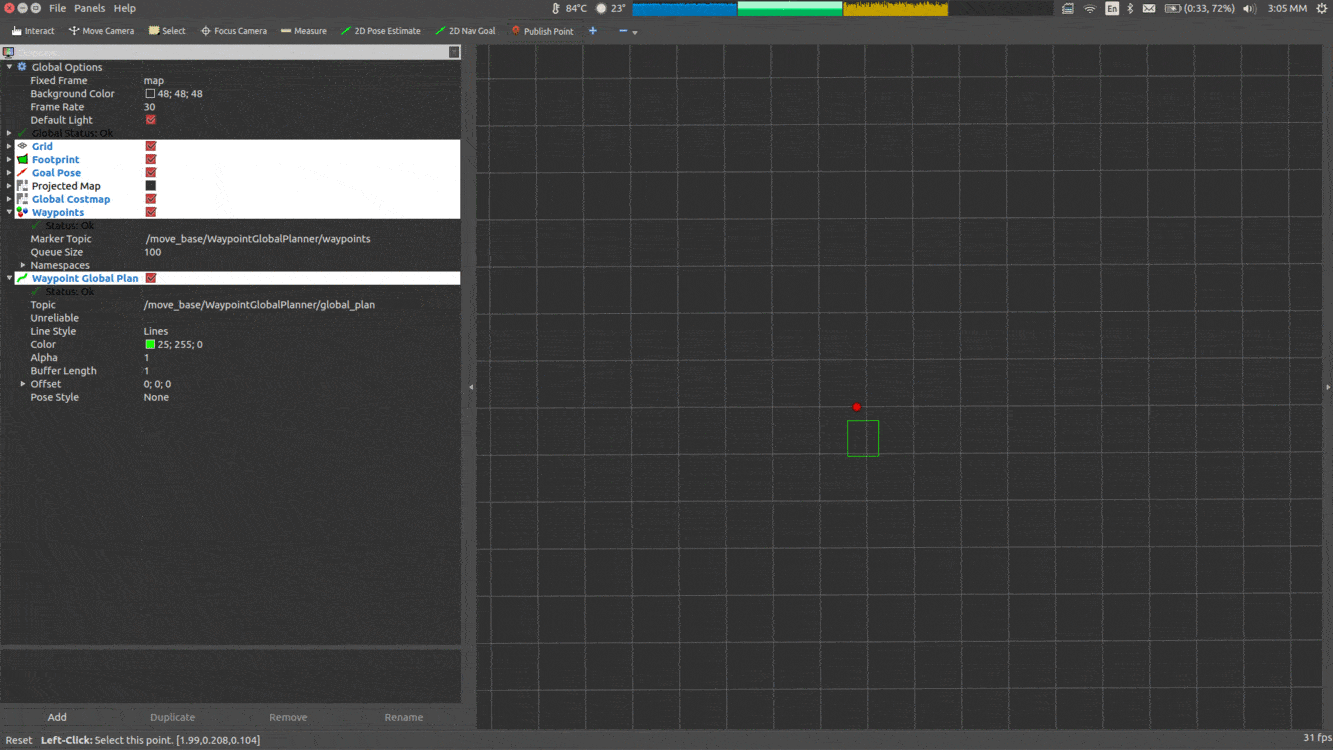 File Panels Help 84°C 23° En (0:33, 72%) 3:05 MM
Interact Move Camera Select Focus Camera Measure 2D Pose Estimate 2D Nav Goal Publish Point
Global Options
Fixed Frame map
Background Color 48; 48; 48
Frame Rate 30
Default Light
Global Status: Ok
Grid
Footprint
Goal Pose
Projected Map
Global Costmap
Waypoints
Status: Ok
Marker Topic /move_base/WaypointGlobalPlanner/waypoints
Queue Size 100
Namespaces
Waypoint Global Plan
Status: Ok
Topic /move_base/WaypointGlobalPlanner/global_plan
Unreliable
Line Style Lines
Color 25; 255; 0
Alpha 1
Buffer Length 1
Offset 0; 0; 0
Pose Style None
Add Duplicate Remove Rename
Reset Left-Click: Select this point. [1.99,0.208,0.104] 31 fps